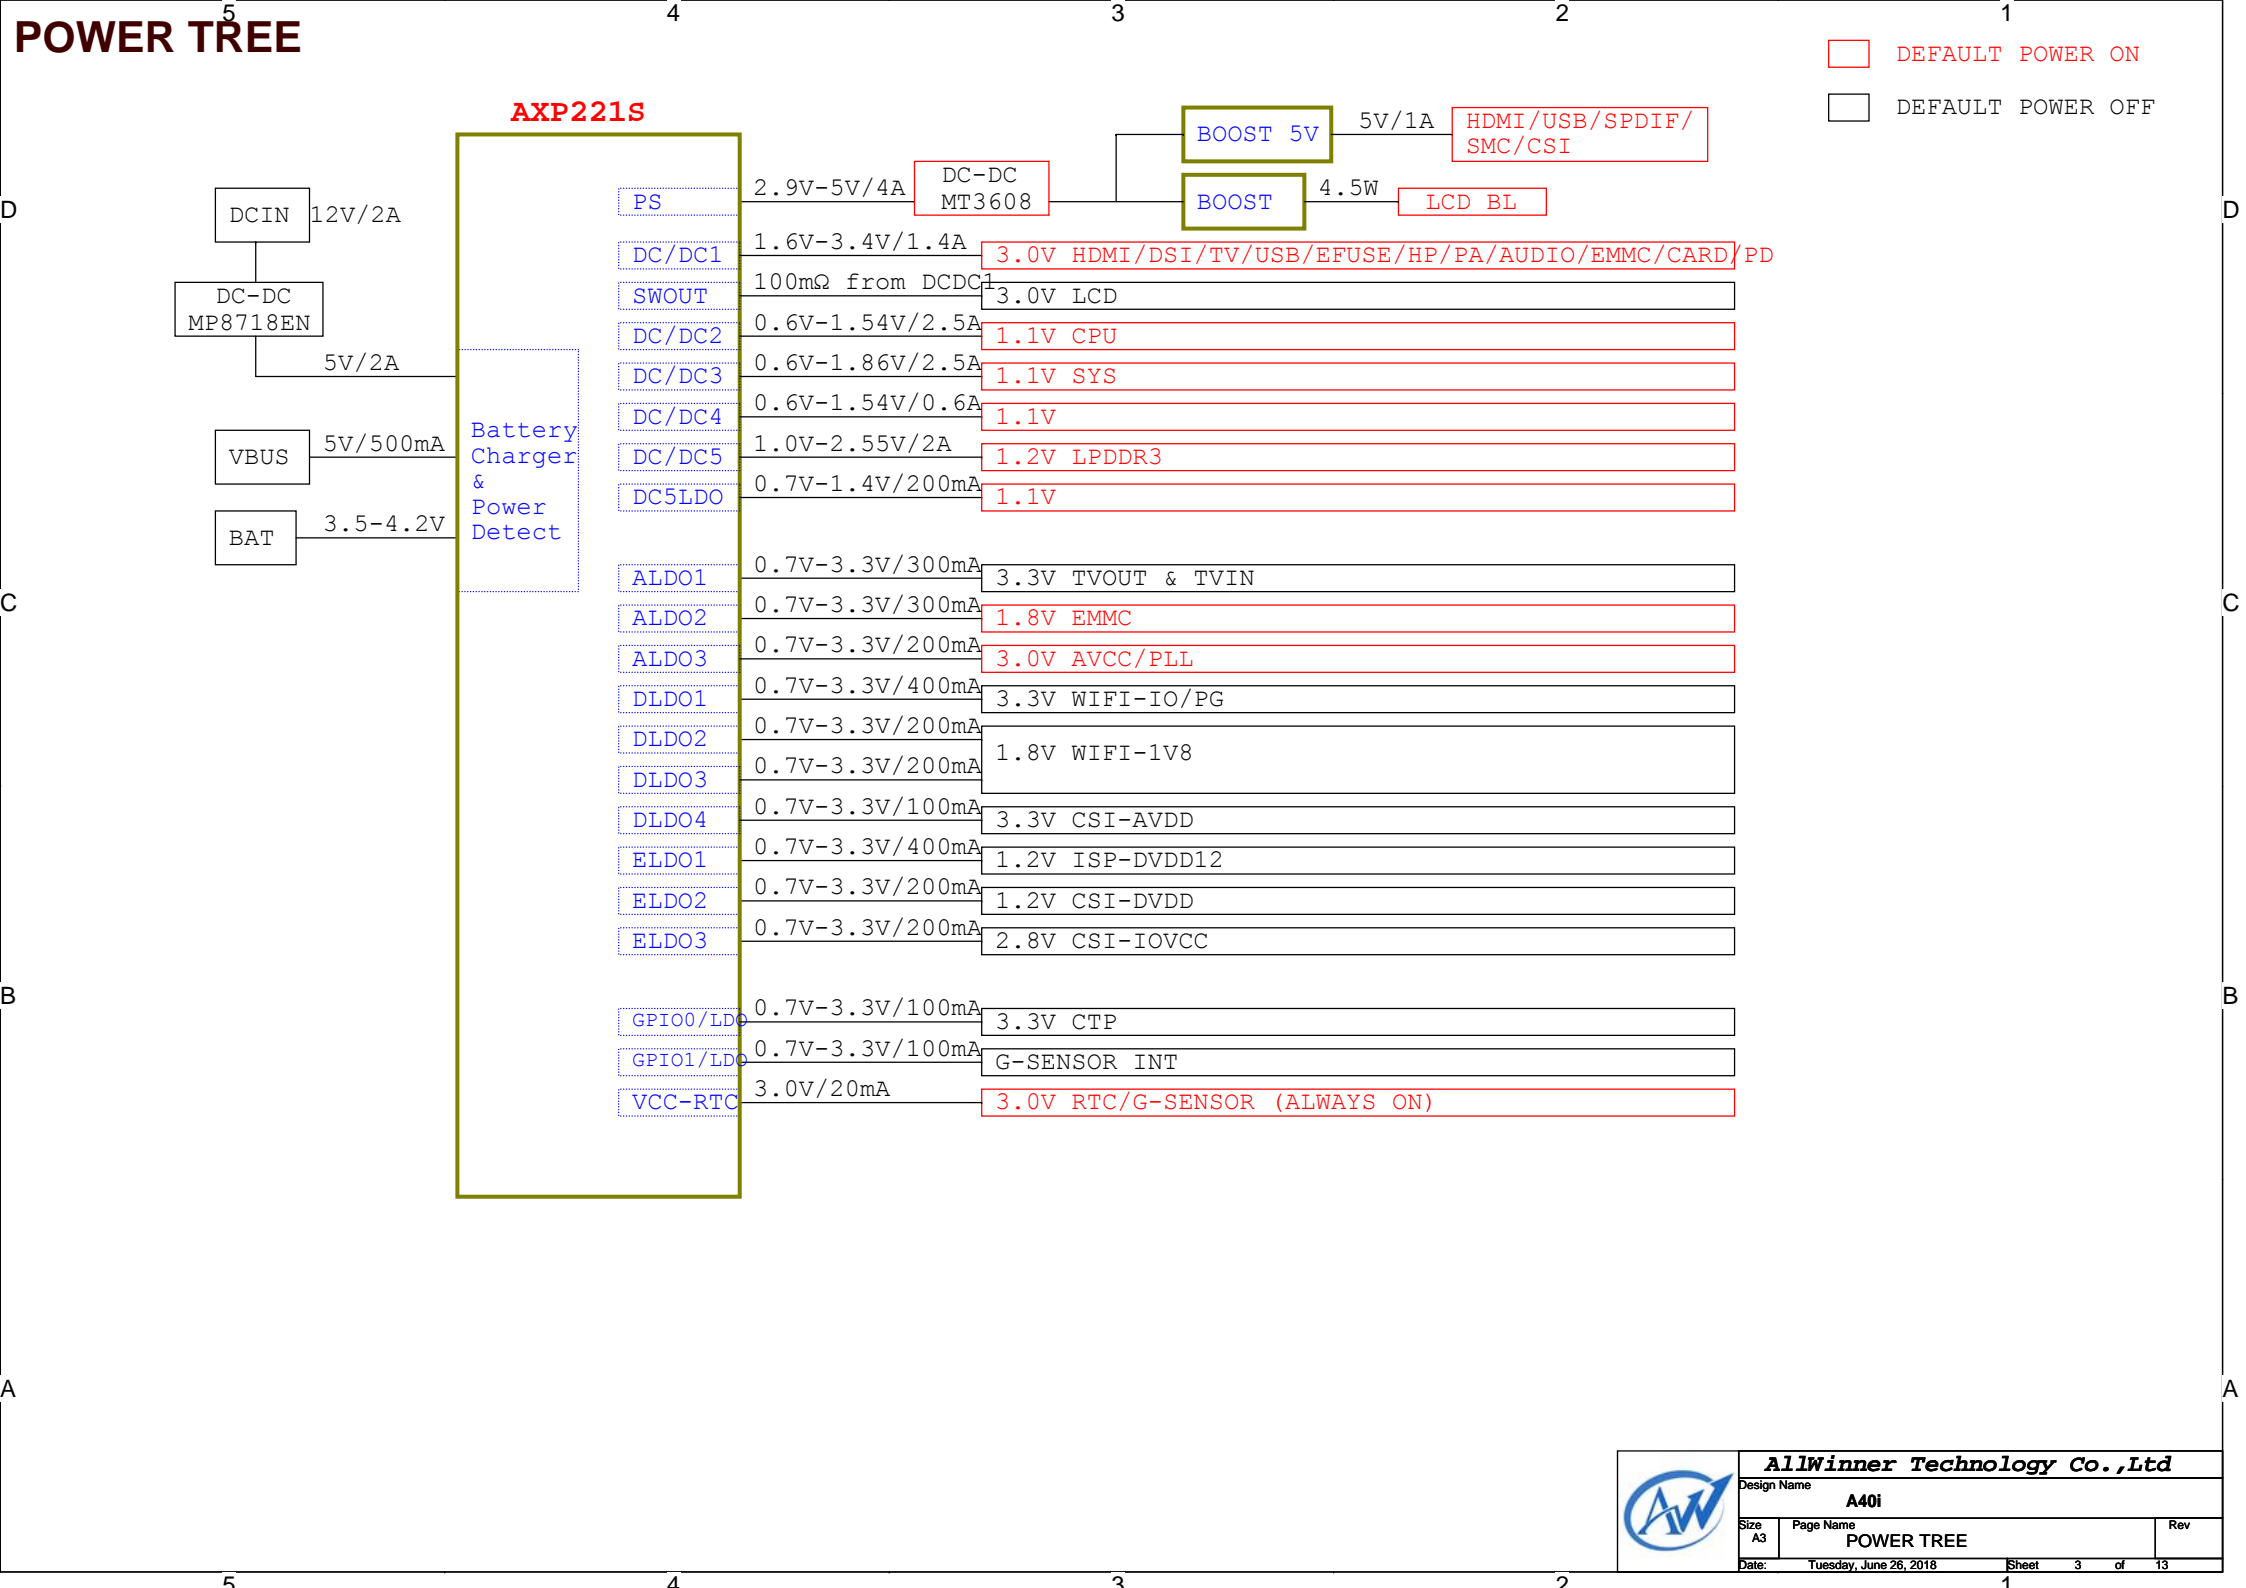 5 4 3 2 1
POWER TREE
DEFAULT POWER ON
DEFAULT POWER OFF
AXP221S
BOOST 5V
5V/1A
HDMI/USB/SPDIF/
SMC/CSI
D
DCIN
12V/2A
PS
2.9V-5V/4A
DC-DC
MT3608
BOOST
4.5W
LCD BL
D
DC/DC1
1.6V-3.4V/1.4A
3.0V HDMI/DSI/TV/USB/EFUSE/HP/PA/AUDIO/EMMC/CARD/PD
DC-DC
MP8718EN
SWOUT
100mΩ from DCDC1
3.0V LCD
DC/DC2
0.6V-1.54V/2.5A
1.1V CPU
5V/2A
DC/DC3
0.6V-1.86V/2.5A
1.1V SYS
DC/DC4
0.6V-1.54V/0.6A
1.1V
VBUS
5V/500mA
Battery
Charger
&
Power
Detect
DC/DC5
1.0V-2.55V/2A
1.2V LPDDR3
DC5LDO
0.7V-1.4V/200mA
1.1V
BAT
3.5-4.2V
ALDO1
0.7V-3.3V/300mA
3.3V TVOUT & TVIN
C
C
ALDO2
0.7V-3.3V/300mA
1.8V EMMC
ALDO3
0.7V-3.3V/200mA
3.0V AVCC/PLL
DLDO1
0.7V-3.3V/400mA
3.3V WIFI-IO/PG
DLDO2
0.7V-3.3V/200mA
1.8V WIFI-1V8
DLDO3
0.7V-3.3V/200mA
DLDO4
0.7V-3.3V/100mA
3.3V CSI-AVDD
ELDO1
0.7V-3.3V/400mA
1.2V ISP-DVDD12
ELDO2
0.7V-3.3V/200mA
1.2V CSI-DVDD
ELDO3
0.7V-3.3V/200mA
2.8V CSI-IOVCC
B
B
GPIO0/LDO
0.7V-3.3V/100mA
3.3V CTP
GPIO1/LDO
0.7V-3.3V/100mA
G-SENSOR INT
VCC-RTC
3.0V/20mA
3.0V RTC/G-SENSOR (ALWAYS ON)
A
A
AW
AllWinner Technology Co.,Ltd
Design Name
A40i
Size
A3
Page Name
POWER TREE
Rev
Date: Tuesday, June 26, 2018 Sheet 3 of 13
5 4 3 2 1